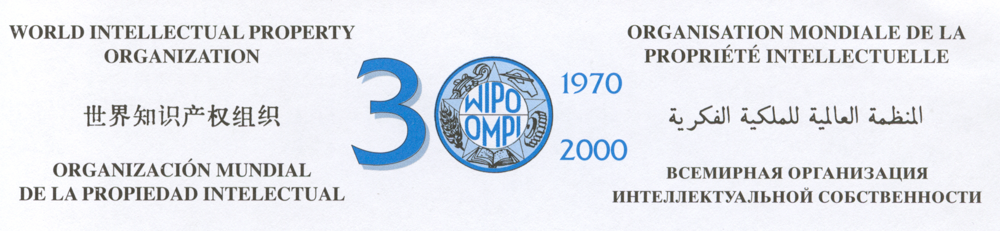 WORLD INTELLECTUAL PROPERTY
ORGANIZATION
世界知识产权组织
ORGANIZACIÓN MUNDIAL
DE LA PROPIEDAD INTELECTUAL
30
WIPO
OMPI
1970
2000
ORGANISATION MONDIALE DE LA
PROPRIÉTÉ INTELLECTUELLE
المنظمة العالمية للملكية الفكرية
ВСЕМИРНАЯ ОРГАНИЗАЦИЯ
ИНТЕЛЛЕКТУАЛЬНОЙ СОБСТВЕННОСТИ